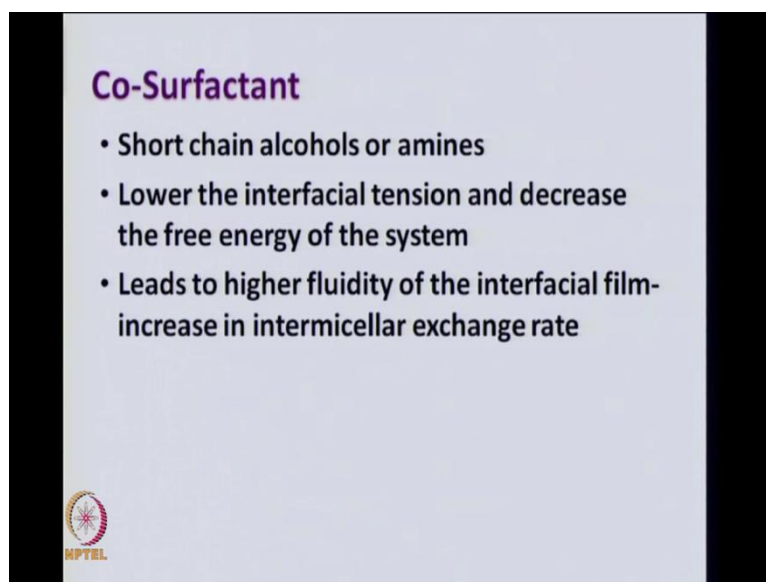 Co-Surfactant
• Short chain alcohols or amines
• Lower the interfacial tension and decrease
the free energy of the system
• Leads to higher fluidity of the interfacial film-
increase in intermicellar exchange rate
NPTEL